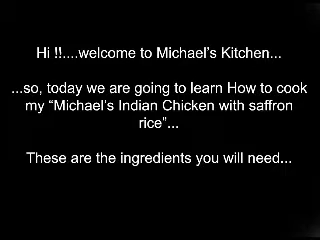 Hi !!....welcome to Michael's Kitchen...
...so, today we are going to learn How to cook
my “Michael's Indian Chicken with saffron
rice”...
These are the ingredients you will need...